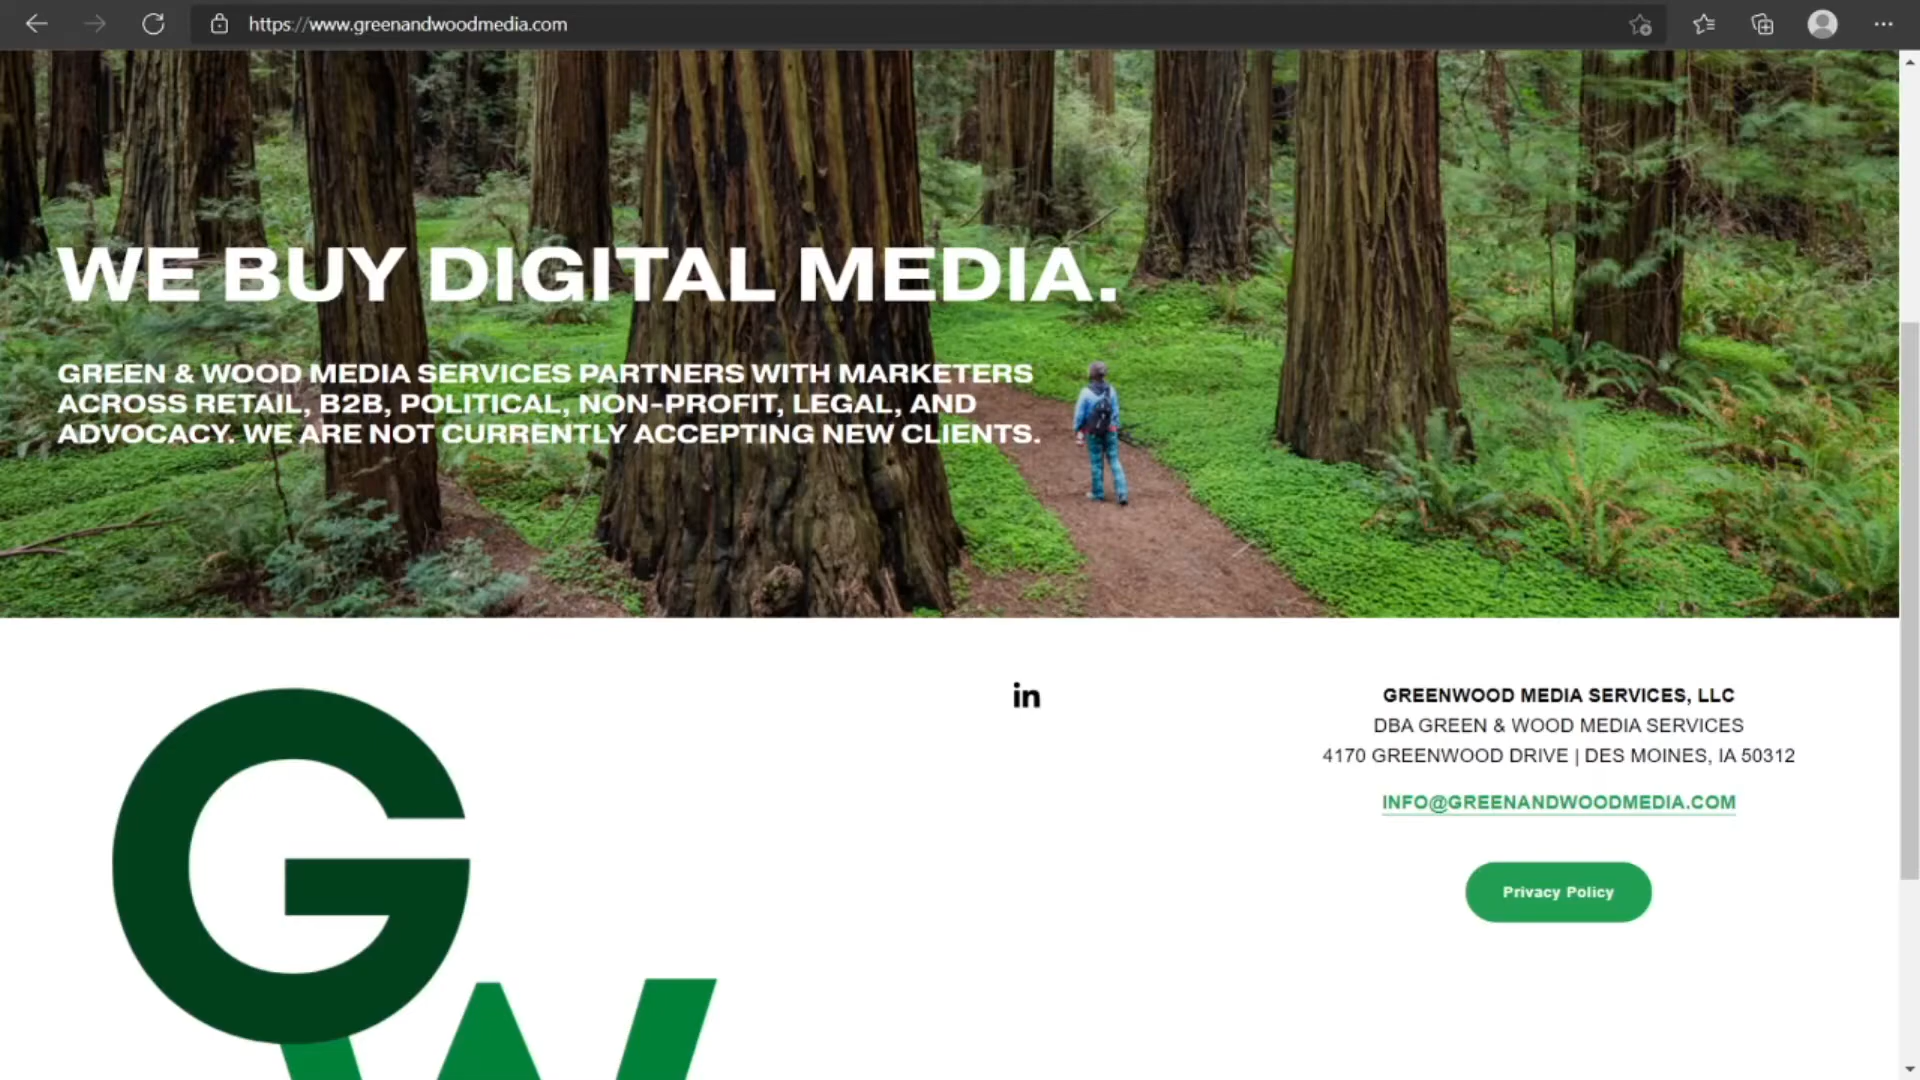 https://www.greenandwoodmedia.com
WE BUY DIGITAL MEDIA.
GREEN & WOOD MEDIA SERVICES PARTNERS WITH MARKETERS
ACROSS RETAIL, B2B, POLITICAL, NON-PROFIT, LEGAL, AND
ADVOCACY. WE ARE NOT CURRENTLY ACCEPTING NEW CLIENTS.
in
GREENWOOD MEDIA SERVICES, LLC
DBA GREEN & WOOD MEDIA SERVICES
4170 GREENWOOD DRIVE | DES MOINES, IA 50312
INFO@GREENANDWOODMEDIA.COM
Privacy Policy
G
W